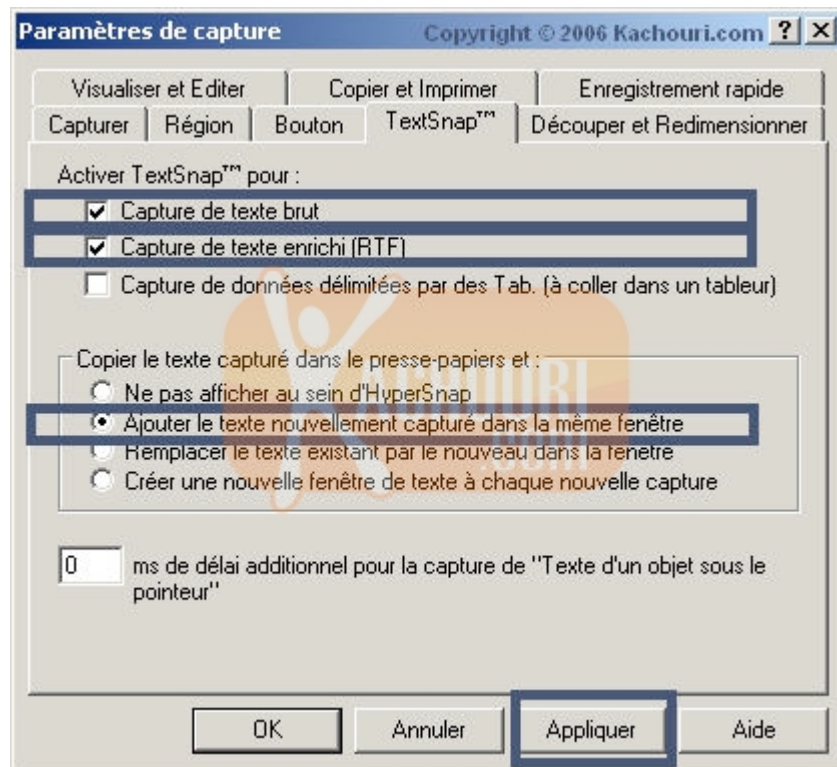 Paramètres de capture Copyright © 2006 Kachouri.com
Visualiser et Editer Copier et Imprimer Enregistrement rapide
Capturer Région Bouton TextSnap™ Découper et Redimensionner
Activer TextSnap™ pour :
Capture de texte brut
Capture de texte enrichi (RTF)
Capture de données délimitées par des Tab. (à coller dans un tableur)
Copier le texte capturé dans le presse-papiers et :
Ne pas afficher au sein d'HyperSnap
Ajouter le texte nouvellement capturé dans la même fenêtre
Remplacer le texte existant par le nouveau dans la fenêtre
Créer une nouvelle fenêtre de texte à chaque nouvelle capture
KACHOURI
.com
0 ms de délai additionnel pour la capture de "Texte d'un objet sous le
pointeur"
OK Annuler Appliquer Aide